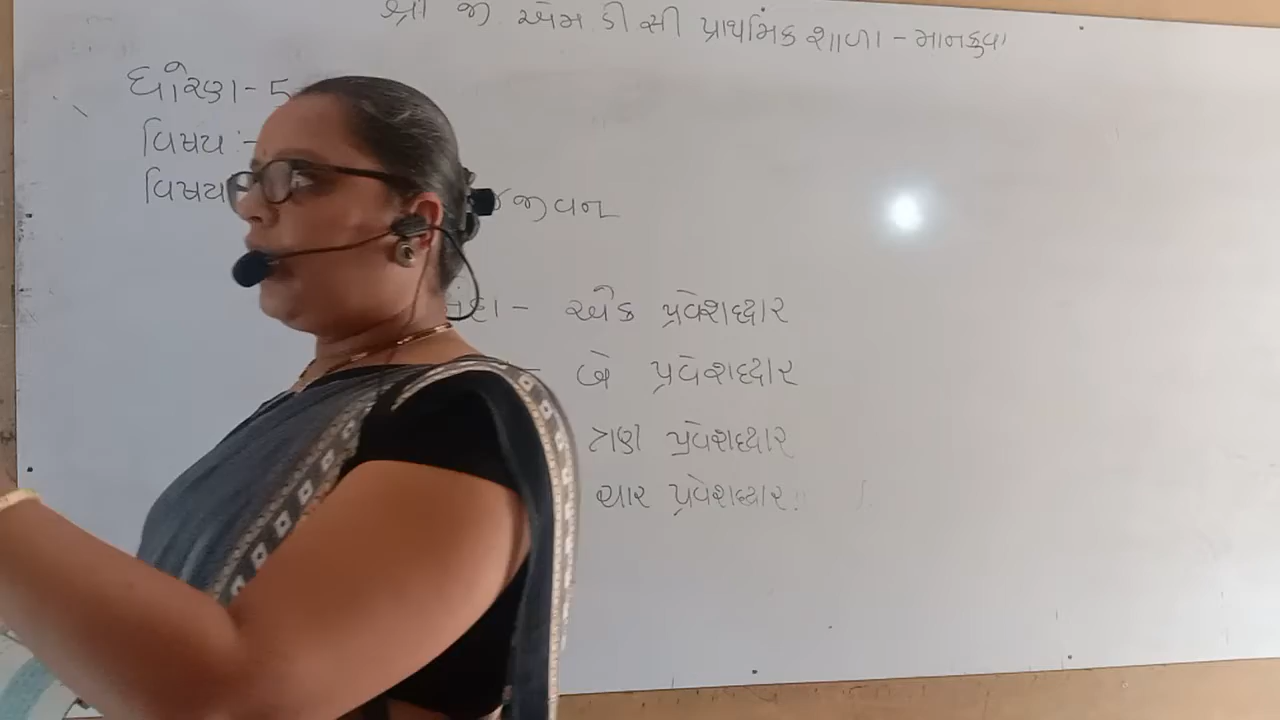 શ્રી જી એમ.ડી સી પ્રાથમિક શાળા - માનકુવા
ધોરણ - 5
વિષય :-
વિષય
જીવન
- એક પ્રવેશદ્વાર
- બે પ્રવેશદ્વાર
ત્રણ પ્રવેશદ્વાર
ચાર પ્રવેશદ્વાર.